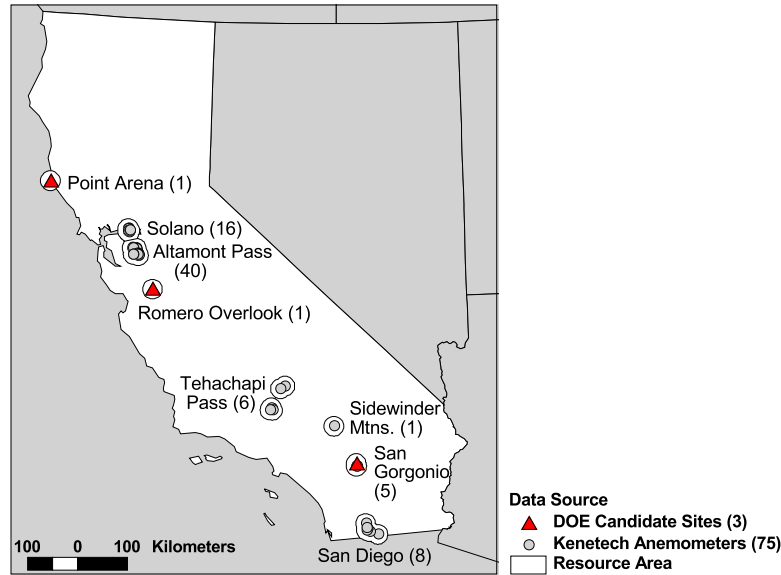 Point Arena (1)
Solano (16)
Altamont Pass
(40)
Romero Overlook (1)
Tehachapi
Pass (6)
Sidewinder
Mtns. (1)
San
Gorgonio
(5)
San Diego (8)
100 0 100 Kilometers
Data Source
DOE Candidate Sites (3)
Kenetech Anemometers (75)
Resource Area